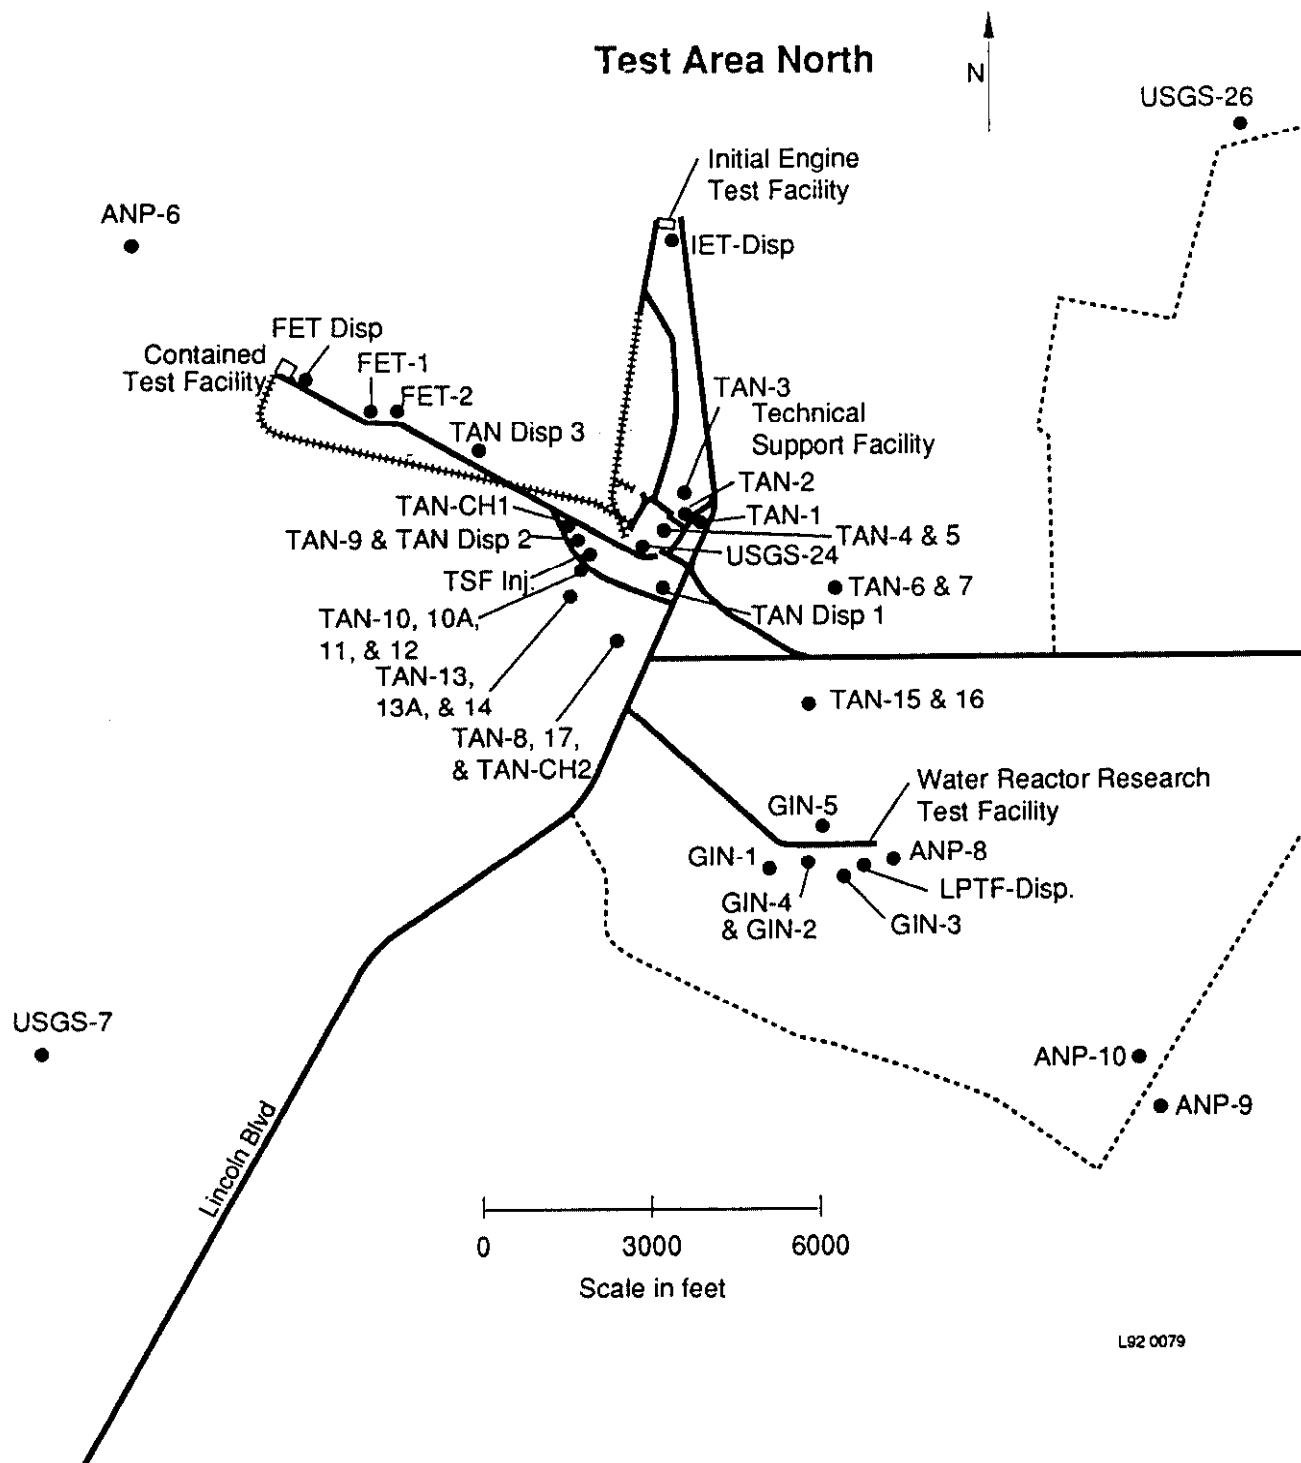 Test Area North
N
USGS-26
Initial Engine
Test Facility
ANP-6
IET-Disp
FET Disp
Contained
Test Facility
FET-1
FET-2
TAN-3
Technical
Support Facility
TAN Disp 3
TAN-2
TAN-CH1
TAN-1
TAN-9 & TAN Disp 2
TAN-4 & 5
USGS-24
TSF Inj.
TAN-6 & 7
TAN-10, 10A,
11, & 12
TAN Disp 1
TAN-13,
13A, & 14
TAN-15 & 16
TAN-8, 17,
& TAN-CH2
Water Reactor Research
Test Facility
GIN-5
GIN-1
ANP-8
LPTF-Disp.
GIN-4
& GIN-2
GIN-3
USGS-7
ANP-10
ANP-9
Lincoln Blvd
0 3000 6000
Scale in feet
L92 0079